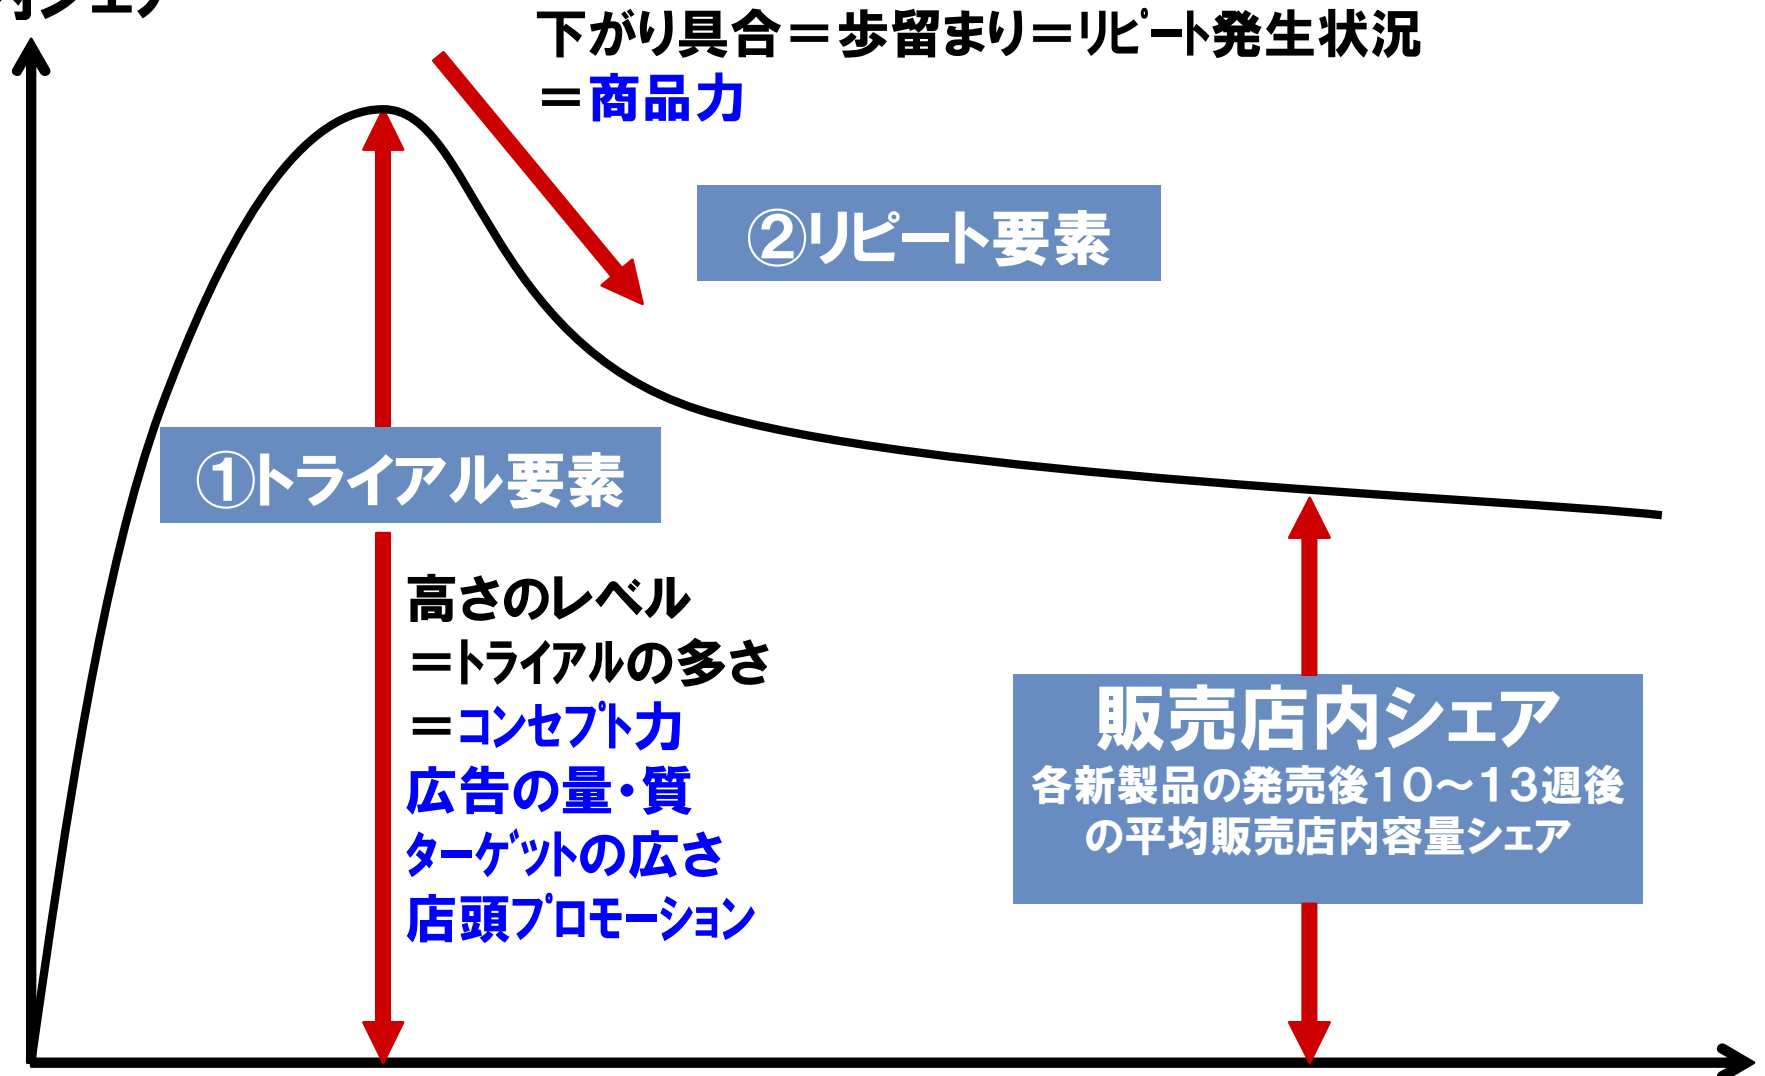 内シェア
下がり具合＝歩留まり＝ﾘﾋﾟｰﾄ発生状況
＝商品力
②リピート要素
①トライアル要素
高さのレベル
＝ﾄﾗｲｱﾙの多さ
＝ｺﾝｾﾌﾟﾄ力
広告の量・質
ﾀｰｹﾞｯﾄの広さ
店頭ﾌﾟﾛﾓｰｼｮﾝ
販売店内シェア
各新製品の発売後１０～１３週後
の平均販売店内容量シェア